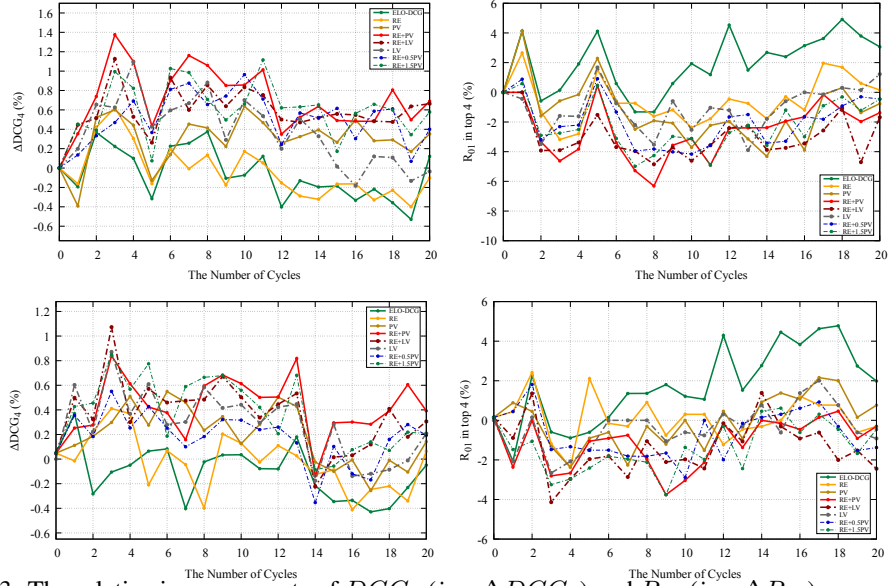 ΔDCG4 (%)
1.6
1.4
1.2
1
0.8
0.6
0.4
0.2
0
-0.2
-0.4
-0.6
0 2 4 6 8 10 12 14 16 18 20
The Number of Cycles
ELO-DCG
RE
PV
RE+PV
RE+LV
LV
RE+0.5PV
RE+1.5PV
R01 in top 4 (%)
6
4
2
0
-2
-4
-6
-8
-10
0 2 4 6 8 10 12 14 16 18 20
The Number of Cycles
ELO-DCG
RE
PV
RE+PV
RE+LV
LV
RE+0.5PV
RE+1.5PV
ΔDCG4 (%)
1.2
1
0.8
0.6
0.4
0.2
0
-0.2
-0.4
-0.6
0 2 4 6 8 10 12 14 16 18 20
The Number of Cycles
ELO-DCG
RE
PV
RE+PV
RE+LV
LV
RE+0.5PV
RE+1.5PV
R01 in top 4 (%)
6
4
2
0
-2
-4
-6
0 2 4 6 8 10 12 14 16 18 20
The Number of Cycles
ELO-DCG
RE
PV
RE+PV
RE+LV
LV
RE+0.5PV
RE+1.5PV